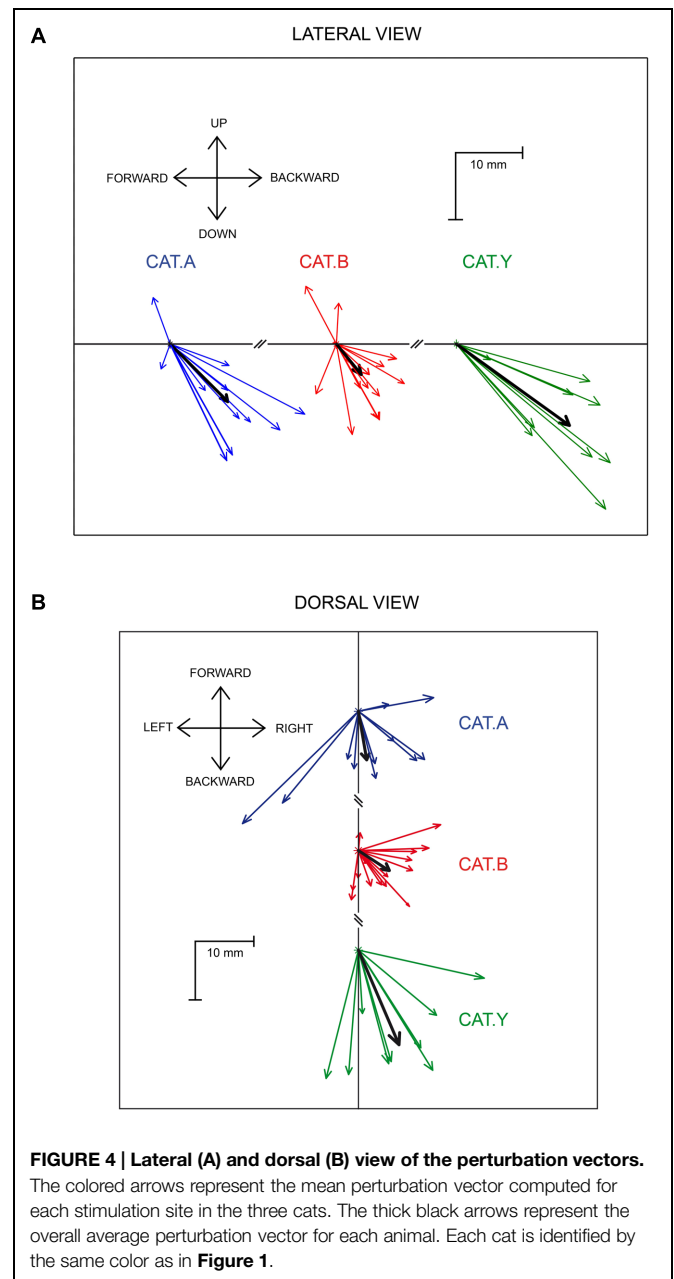 A
LATERAL VIEW
UP
FORWARD
BACKWARD
DOWN
10 mm
CAT.A
CAT.B
CAT.Y
B
DORSAL VIEW
FORWARD
LEFT
RIGHT
BACKWARD
CAT.A
CAT.B
10 mm
CAT.Y
FIGURE 4 | Lateral (A) and dorsal (B) view of the perturbation vectors.
The colored arrows represent the mean perturbation vector computed for
each stimulation site in the three cats. The thick black arrows represent the
overall average perturbation vector for each animal. Each cat is identified by
the same color as in Figure 1.